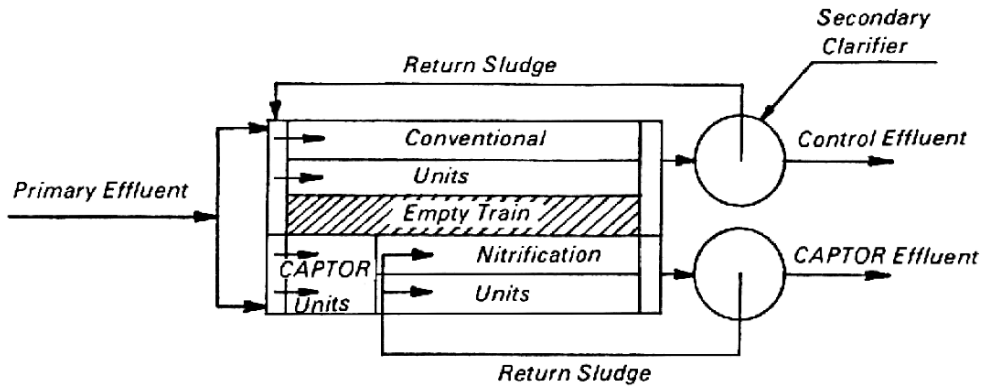 Secondary
Clarifier
Return Sludge
Conventional
Control Effluent
Units
Primary Effluent
Empty Train
Nitrification
CAPTOR Effluent
CAPTOR
Units
Units
Return Sludge